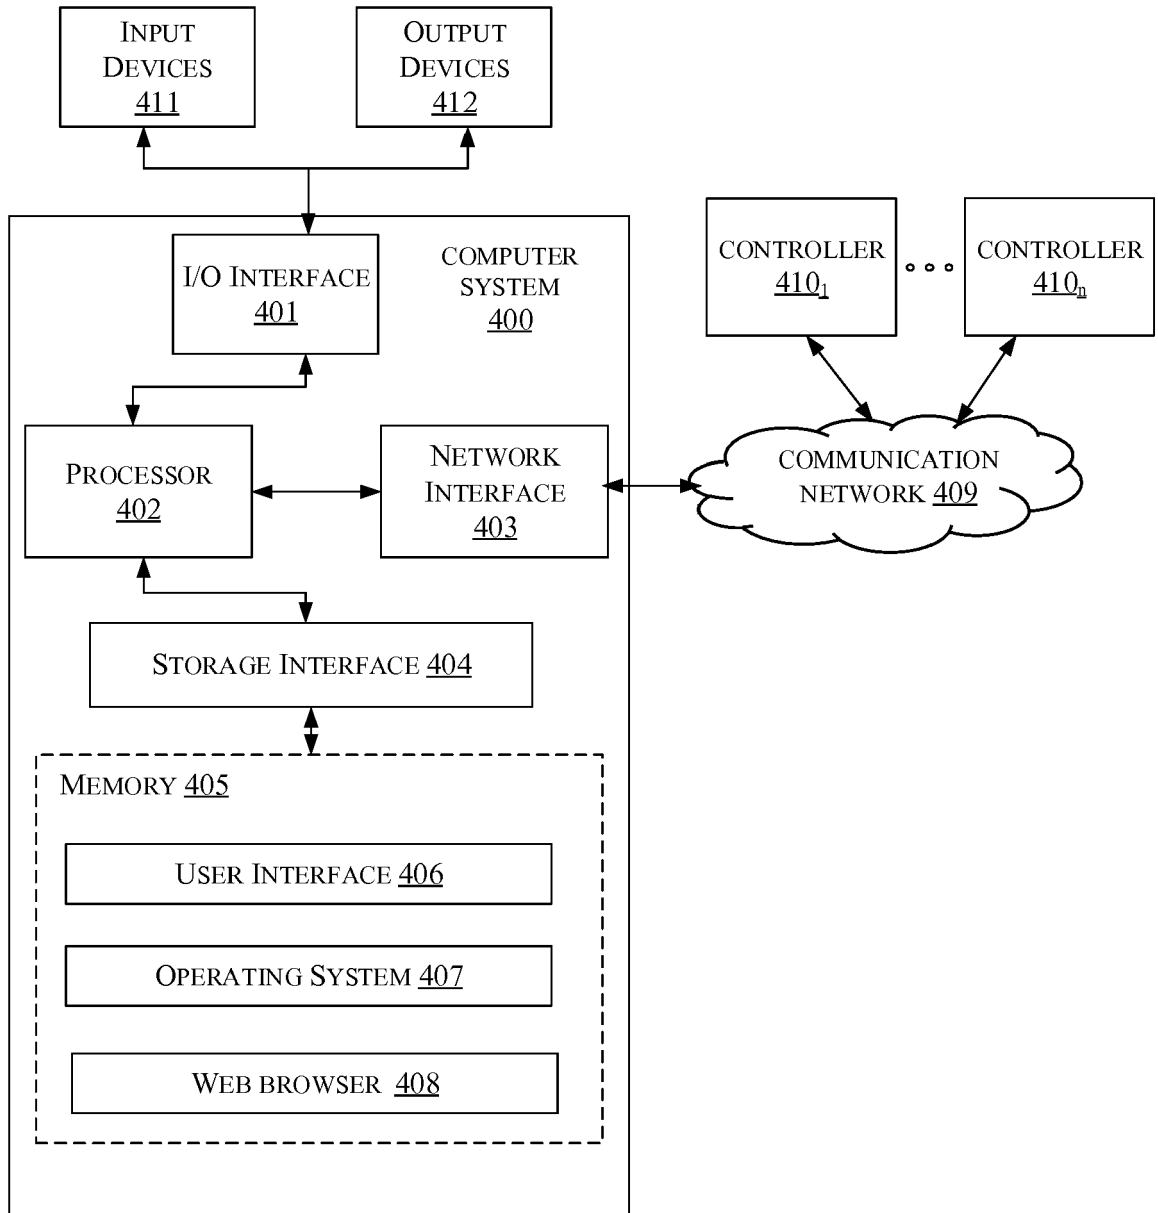 INPUT
DEVICES
411
OUTPUT
DEVICES
412
I/O INTERFACE
401
COMPUTER
SYSTEM
400
CONTROLLER
410₁
CONTROLLER
410ₙ
PROCESSOR
402
NETWORK
INTERFACE
403
COMMUNICATION
NETWORK 409
STORAGE INTERFACE 404
MEMORY 405
USER INTERFACE 406
OPERATING SYSTEM 407
WEB BROWSER 408